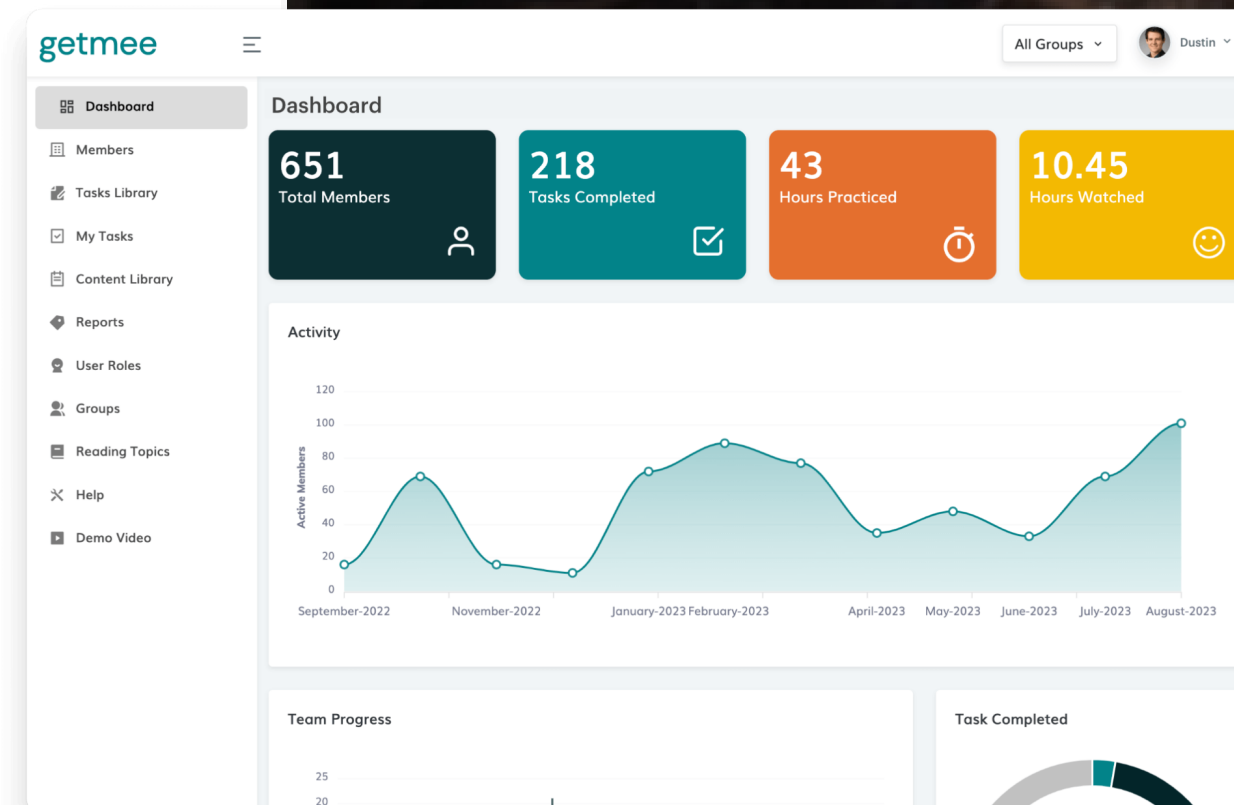 getmee
All Groups
Dustin
Dashboard
Members
Tasks Library
My Tasks
Content Library
Reports
User Roles
Groups
Reading Topics
Help
Demo Video
Dashboard
651
Total Members
218
Tasks Completed
43
Hours Practiced
10.45
Hours Watched
Activity
Active Members
120
100
80
60
40
20
0
September-2022 November-2022 January-2023 February-2023 April-2023 May-2023 June-2023 July-2023 August-2023
Team Progress
25
20
Task Completed